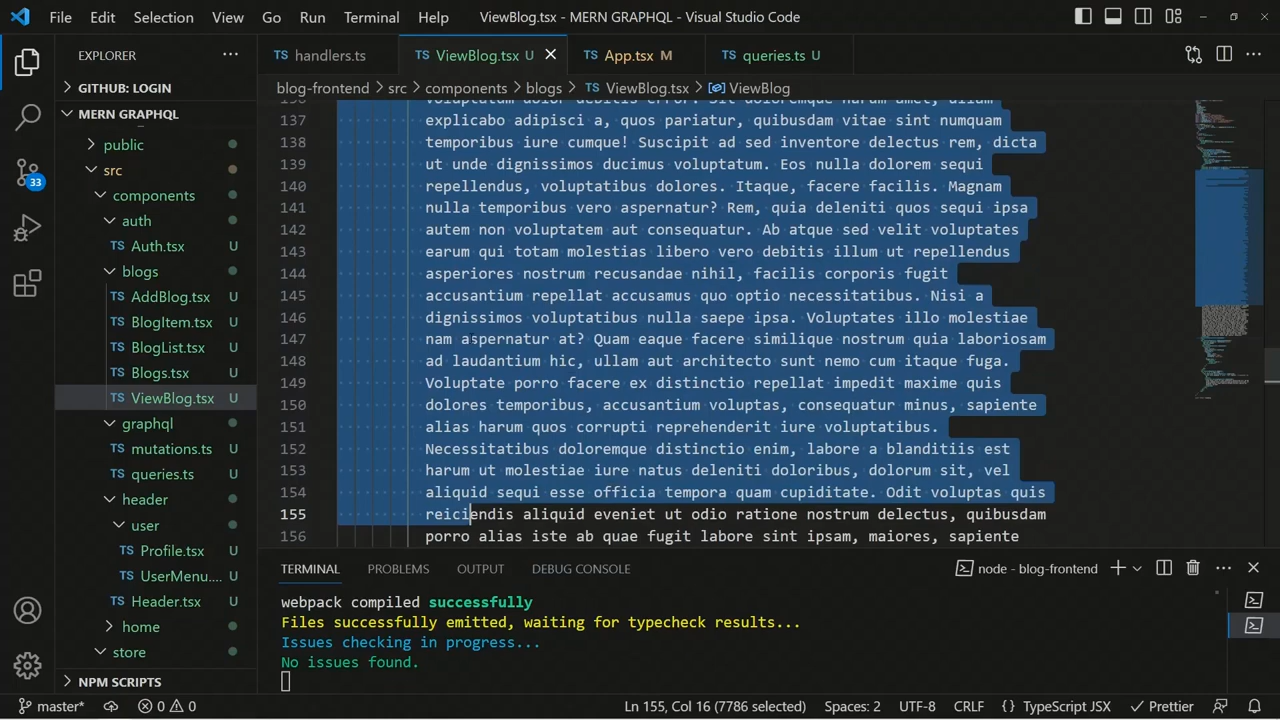 File Edit Selection View Go Run Terminal Help ViewBlog.tsx - MERN GRAPHQL - Visual Studio Code
EXPLORER
TS handlers.ts TS ViewBlog.tsx U TS App.tsx M TS queries.ts U
GITHUB: LOGIN
blog-frontend > src > components > blogs > TS ViewBlog.tsx > ViewBlog
MERN GRAPHQL
public
src
components
auth
TS Auth.tsx U
blogs
TS AddBlog.tsx U
TS BlogItem.tsx U
TS BlogList.tsx U
TS Blogs.tsx U
TS ViewBlog.tsx U
graphql
TS mutations.ts U
TS queries.ts U
header
user
TS Profile.tsx U
TS UserMenu.... U
TS Header.tsx U
home
store
NPM SCRIPTS
33
136 voluptatum dolor debitis error. Sit doloremque harum amet, ullam
137 explicabo adipisci a, quos pariatur, quibusdam vitae sint numquam
138 temporibus iure cumque! Suscipit ad sed inventore delectus rem, dicta
139 ut unde dignissimos ducimus voluptatum. Eos nulla dolorem sequi
140 repellendus, voluptatibus dolores. Itaque, facere facilis. Magnam
141 nulla temporibus vero aspernatur? Rem, quia deleniti quos sequi ipsa
142 autem non voluptatem aut consequatur. Ab atque sed velit voluptates
143 earum qui totam molestias libero vero debitis illum ut repellendus
144 asperiores nostrum recusandae nihil, facilis corporis fugit
145 accusantium repellat accusamus quo optio necessitatibus. Nisi a
146 dignissimos voluptatibus nulla saepe ipsa. Voluptates illo molestiae
147 nam aspernatur at? Quam eaque facere similique nostrum quia laboriosam
148 ad laudantium hic, ullam aut architecto sunt nemo cum itaque fuga.
149 Voluptate porro facere ex distinctio repellat impedit maxime quis
150 dolores temporibus, accusantium voluptas, consequatur minus, sapiente
151 alias harum quos corrupti reprehenderit iure voluptatibus.
152 Necessitatibus doloremque distinctio enim, labore a blanditiis est
153 harum ut molestiae iure natus deleniti doloribus, dolorum sit, vel
154 aliquid sequi esse officia tempora quam cupiditate. Odit voluptas quis
155 reiciendis aliquid eveniet ut odio ratione nostrum delectus, quibusdam
156 porro alias iste ab quae fugit labore sint ipsam, maiores, sapiente
TERMINAL PROBLEMS OUTPUT DEBUG CONSOLE node - blog-frontend
webpack compiled successfully
Files successfully emitted, waiting for typecheck results...
Issues checking in progress...
No issues found.
master* 0 0 Ln 155, Col 16 (7786 selected) Spaces: 2 UTF-8 CRLF { } TypeScript JSX Prettier